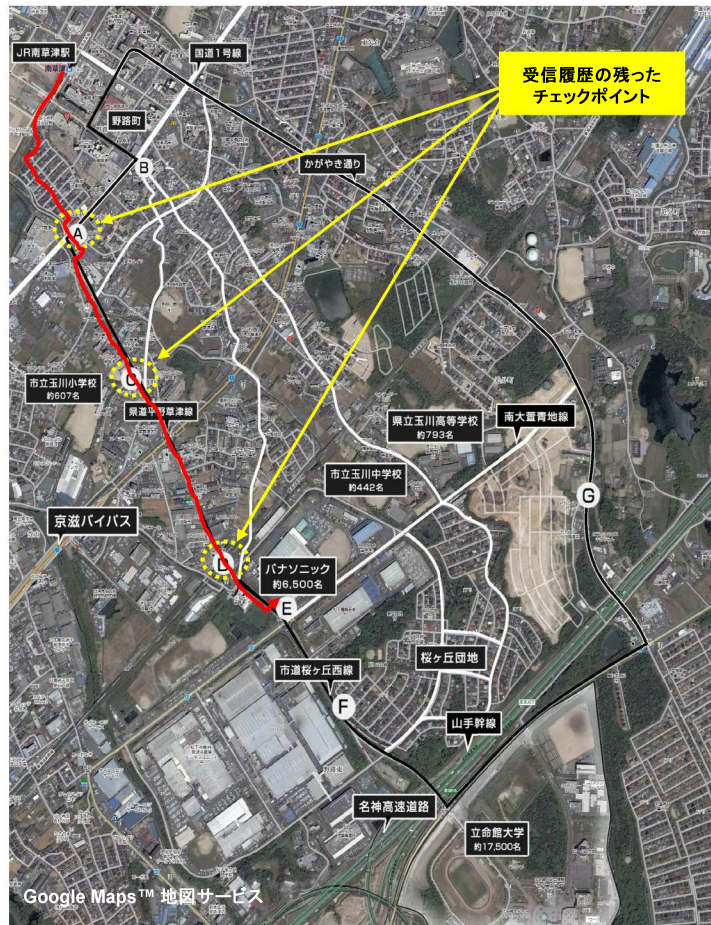 JR南草津駅
南草津
国道1号線
受信履歴の残った
チェックポイント
野路町
B
かがやき通り
A
市立玉川小学校
約607名
C
県道平野草津線
県立玉川高等学校
約793名
南大萱青地線
市立玉川中学校
約442名
G
京滋バイパス
D
パナソニック
約6,500名
E
桜ヶ丘団地
市道桜ヶ丘西線
F
山手幹線
野路東
名神高速道路
立命館大学
約17,500名
Google Maps™ 地図サービス